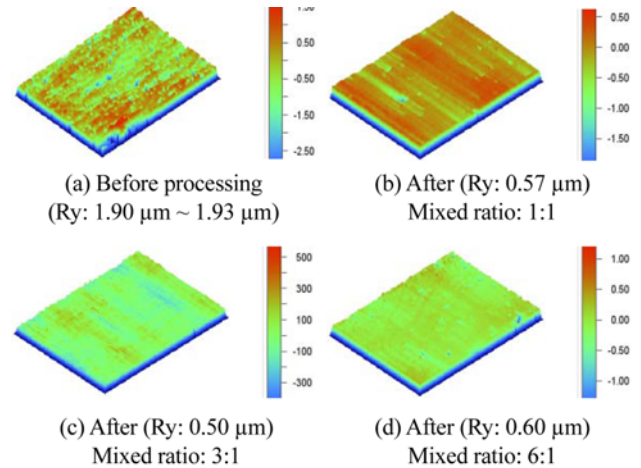 1.50
0.50
-0.50
-1.50
-2.50
0.50
0.00
-0.50
-1.00
-1.50
(a) Before processing
(Ry: 1.90 µm ~ 1.93 µm)
(b) After (Ry: 0.57 µm)
Mixed ratio: 1:1
500
300
100
-100
-300
1.00
0.50
0.00
-0.50
-1.00
(c) After (Ry: 0.50 µm)
Mixed ratio: 3:1
(d) After (Ry: 0.60 µm)
Mixed ratio: 6:1